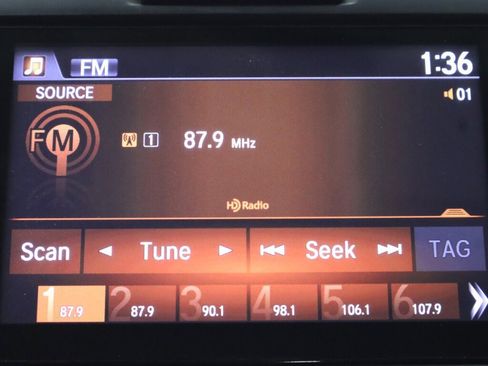 FM 1:36
SOURCE 01
FM
1 87.9 MHz
HD Radio
Scan Tune Seek TAG
1 87.9 2 87.9 3 90.1 4 98.1 5 106.1 6 107.9